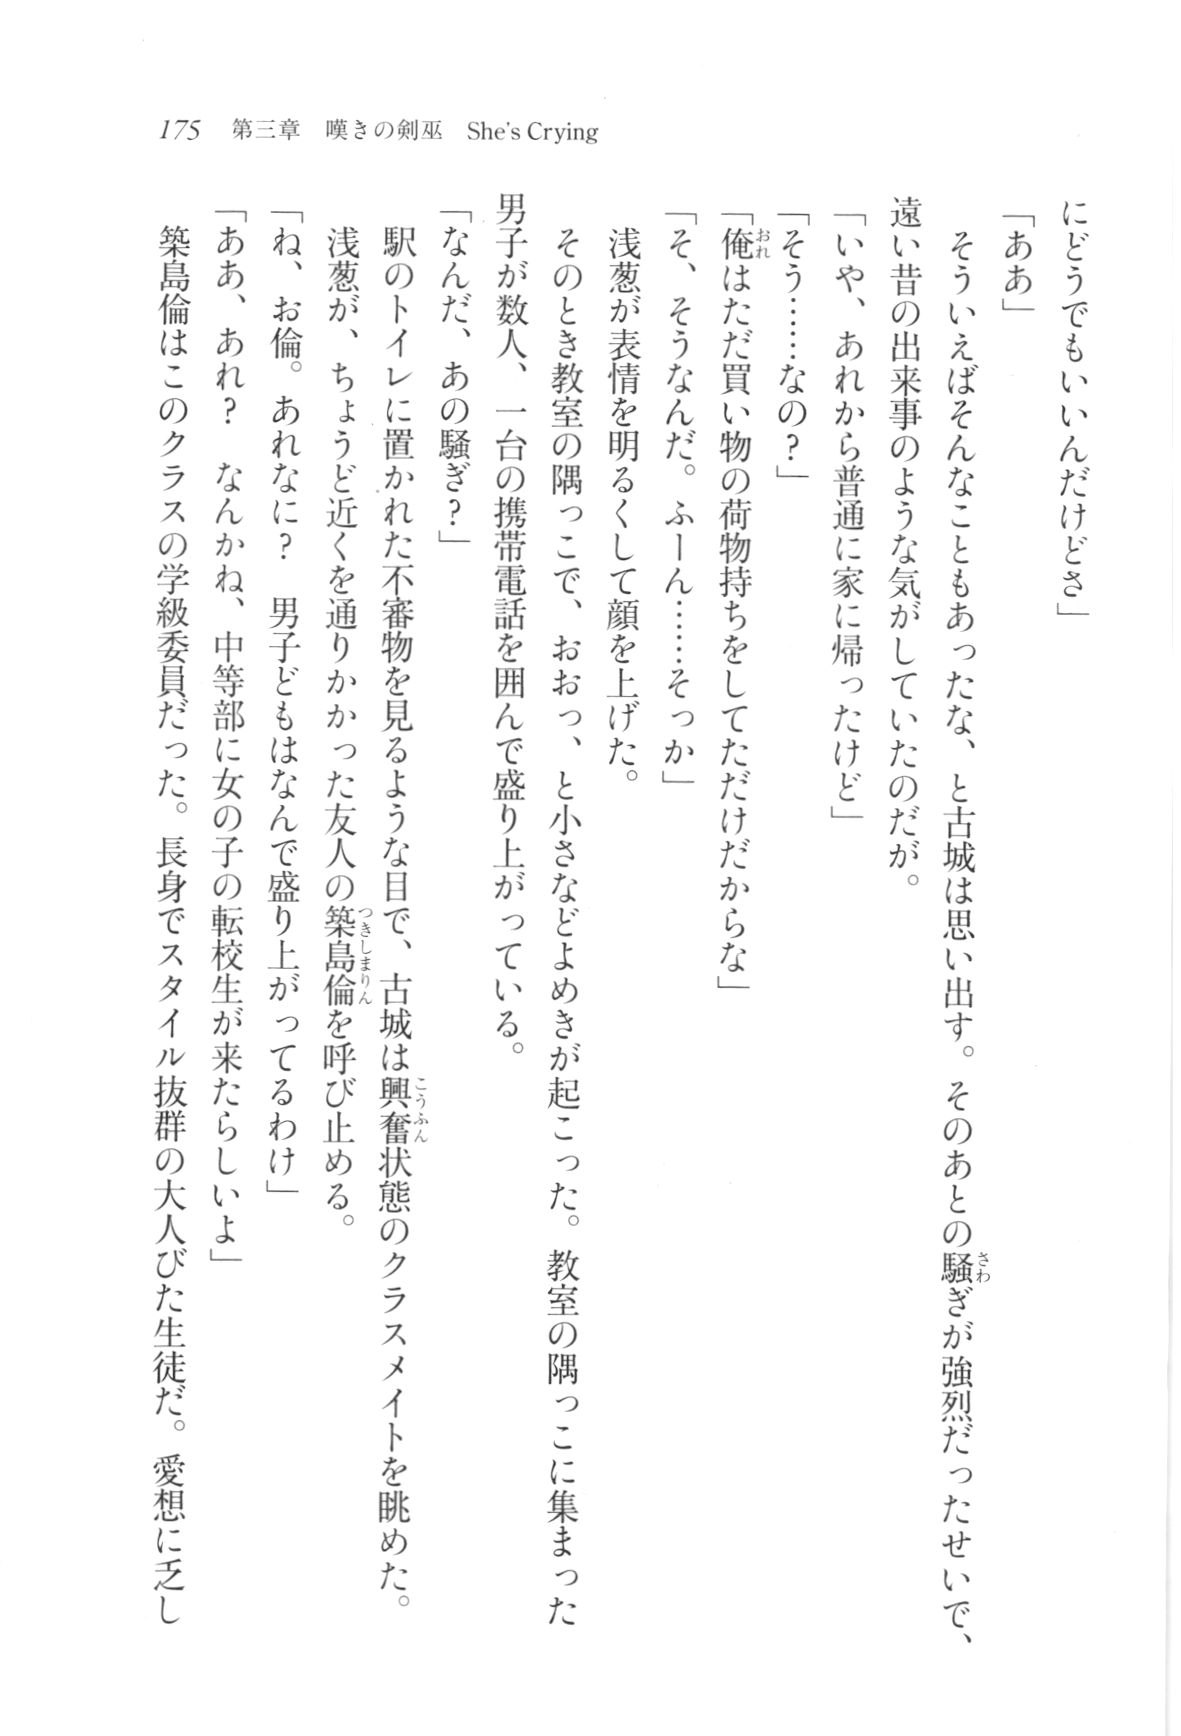 175　第三章　嘆きの剣巫　She's Crying
にどうでもいいんだけどさ」
「ああ」
　そういえばそんなこともあったな、と古城は思い出す。そのあとの騒ぎが強烈だったせいで、
遠い昔の出来事のような気がしていたのだが。
「いや、あれから普通に家に帰ったけど」
「そう……なの？」
「俺はただ買い物の荷物持ちをしてただけだからな」
「そ、そうなんだ。ふーん……そっか」
　浅葱が表情を明るくして顔を上げた。
　そのとき教室の隅っこで、おおっ、と小さなどよめきが起こった。教室の隅っこに集まった
男子が数人、一台の携帯電話を囲んで盛り上がっている。
「なんだ、あの騒ぎ？」
　駅のトイレに置かれた不審物を見るような目で、古城は興奮状態のクラスメイトを眺めた。
　浅葱が、ちょうど近くを通りかかった友人の築島倫を呼び止める。
「ね、お倫。あれなに？　男子どもはなんで盛り上がってるわけ」
「ああ、あれ？　なんかね、中等部に女の子の転校生が来たらしいよ」
　築島倫はこのクラスの学級委員だった。長身でスタイル抜群の大人びた生徒だ。愛想に乏し